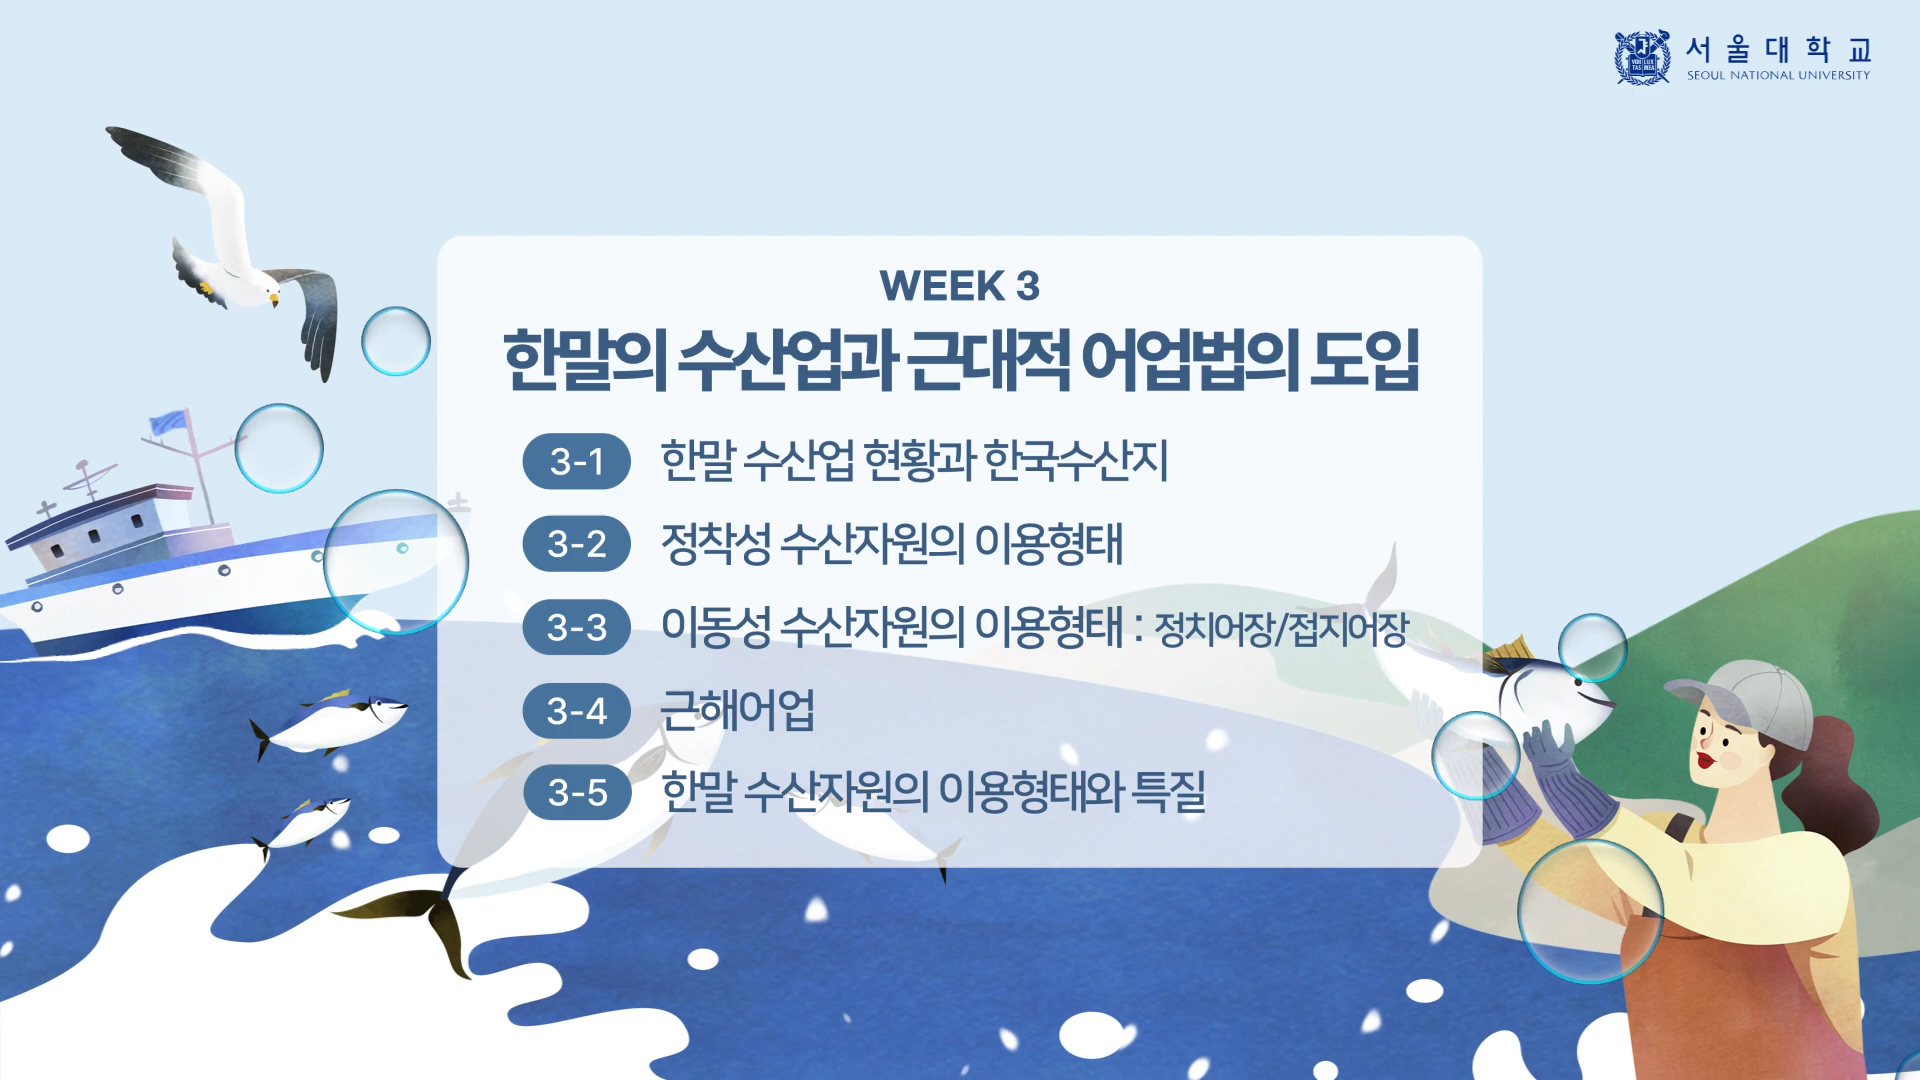 서울대학교
SEOUL NATIONAL UNIVERSITY
WEEK 3
한말의 수산업과 근대적 어업법의 도입
3-1 한말 수산업 현황과 한국수산지
3-2 정착성 수산자원의 이용형태
3-3 이동성 수산자원의 이용형태 : 정치어장/접지어장
3-4 근해어업
3-5 한말 수산자원의 이용형태와 특질